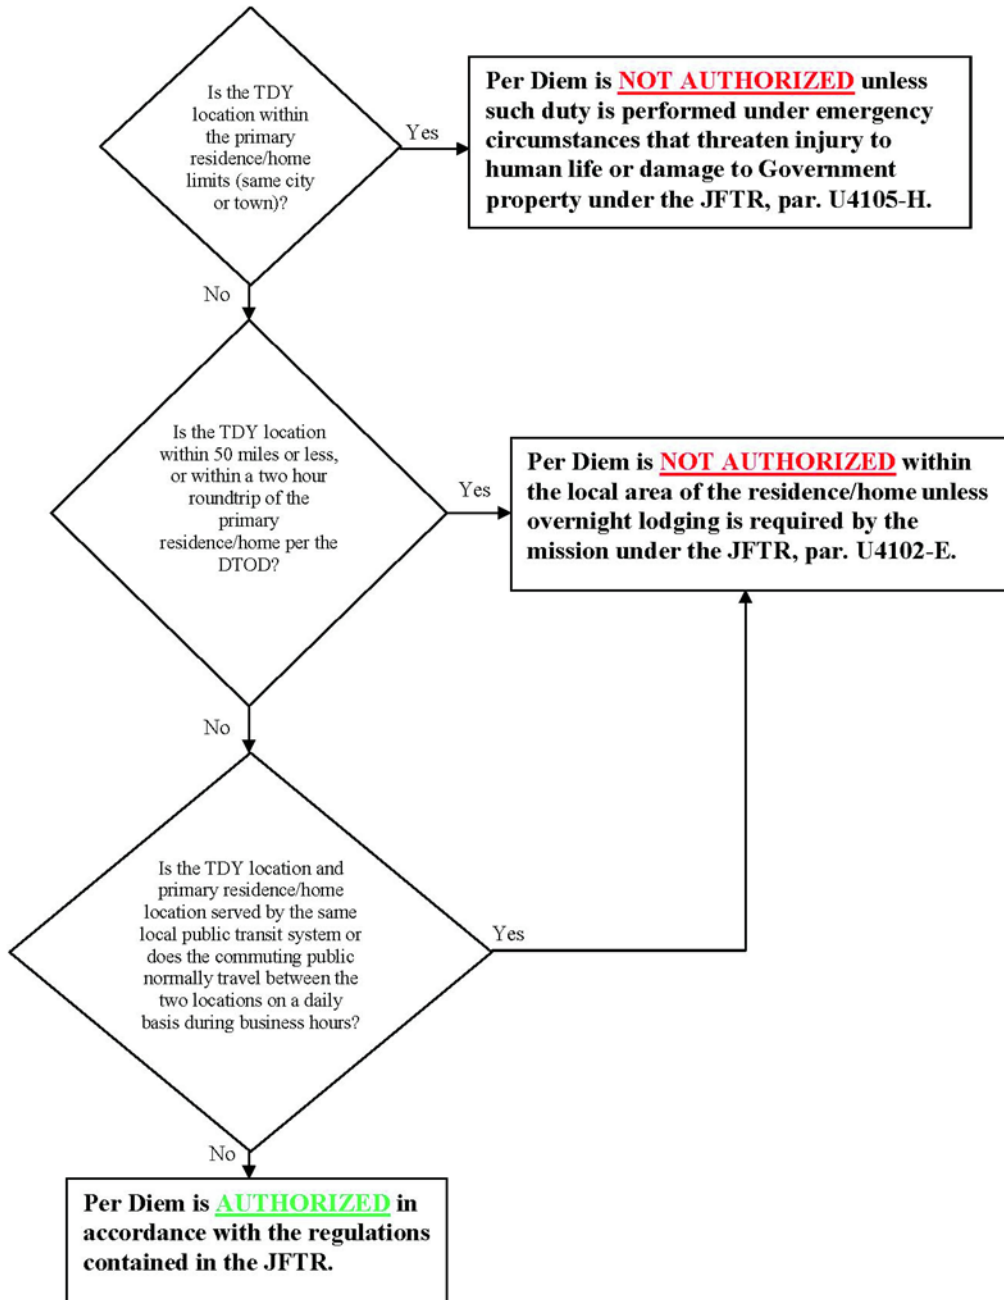 Is the TDY
location within
the primary
residence/home
limits (same city
or town)?
Yes
Per Diem is NOT AUTHORIZED unless
such duty is performed under emergency
circumstances that threaten injury to
human life or damage to Government
property under the JFTR, par. U4105-H.
No
Is the TDY location
within 50 miles or less,
or within a two hour
roundtrip of the
primary
residence/home per the
DTOD?
Yes
Per Diem is NOT AUTHORIZED within
the local area of the residence/home unless
overnight lodging is required by the
mission under the JFTR, par. U4102-E.
No
Is the TDY location and
primary residence/home
location served by the same
local public transit system or
does the commuting public
normally travel between the
two locations on a daily
basis during business hours?
Yes
No
Per Diem is AUTHORIZED in
accordance with the regulations
contained in the JFTR.